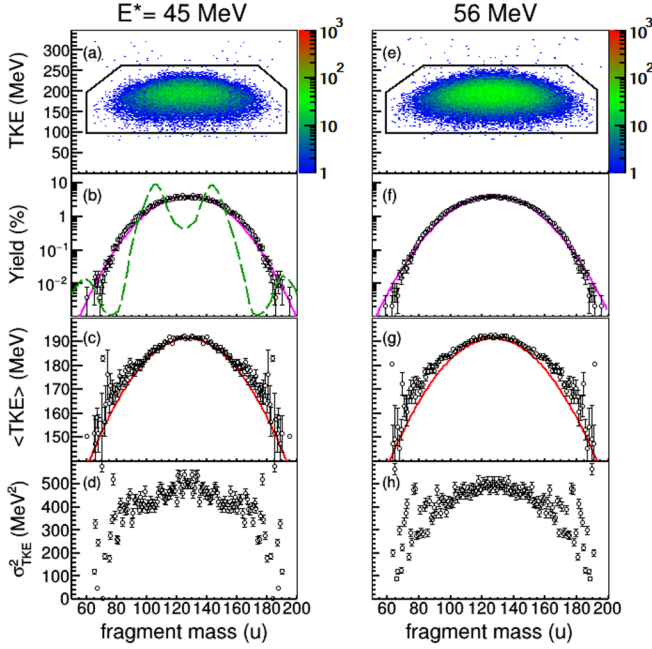 E*= 45 MeV 56 MeV
(a) (e)
TKE (MeV)
300
250
200
150
100
50
10³
10²
10
1
10³
10²
10
1
(b) (f)
Yield (%)
10
1
10⁻¹
10⁻²
(c) (g)
<TKE> (MeV)
190
180
170
160
150
(d) (h)
σ²TKE (MeV²)
500
400
300
200
100
0
60 80 100 120 140 160 180 200
60 80 100 120 140 160 180 200
fragment mass (u) fragment mass (u)